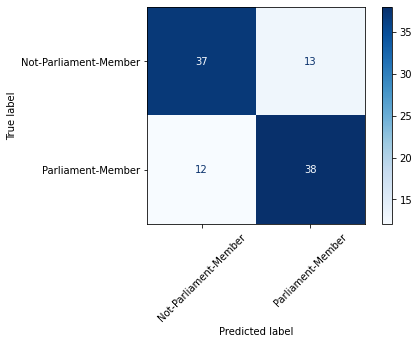 Not-Parliament-Member
37
13
Parliament-Member
12
38
True label
Not-Parliament-Member
Parliament-Member
Predicted label
35
30
25
20
15